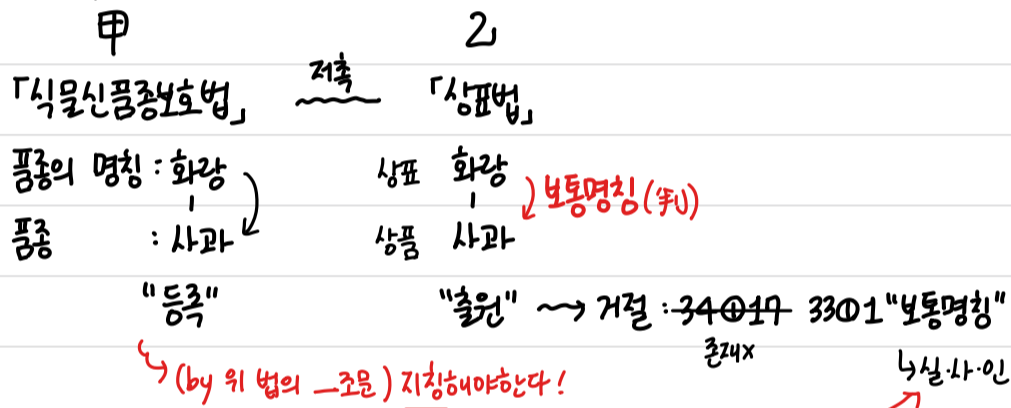 甲 乙
「식물신품종보호법」 저촉 「상표법」
품종의 명칭 : 화랑 상표 화랑
보통명칭(判)
품종 : 사과 상품 사과
"등록" "출원" → 거절 : 34①17 33①1 "보통명칭"
존재x
↳ 실·사·인
(by 위 법의 _조문) 지칭해야한다!